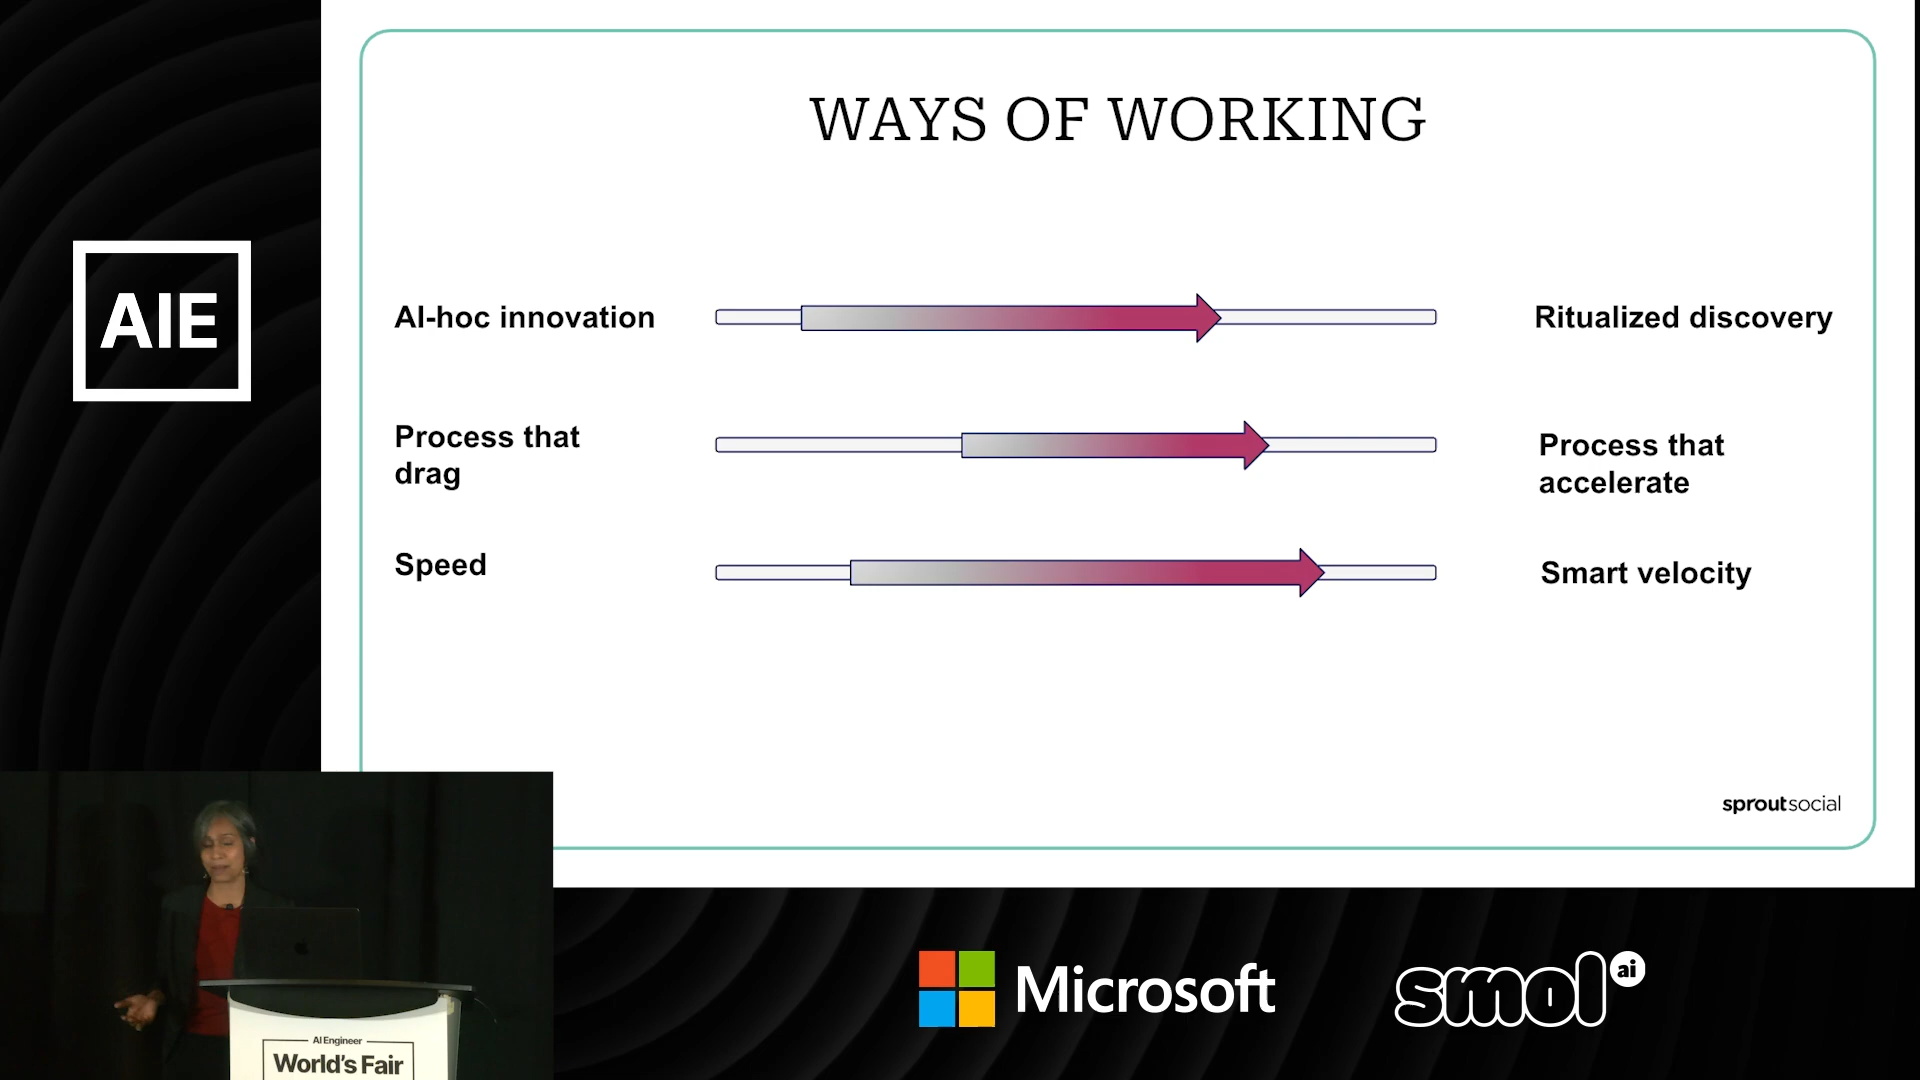 AIE
WAYS OF WORKING
AI-hoc innovation
Ritualized discovery
Process that
drag
Process that
accelerate
Speed
Smart velocity
sproutsocial
AI Engineer
World's Fair
Microsoft
smol ai